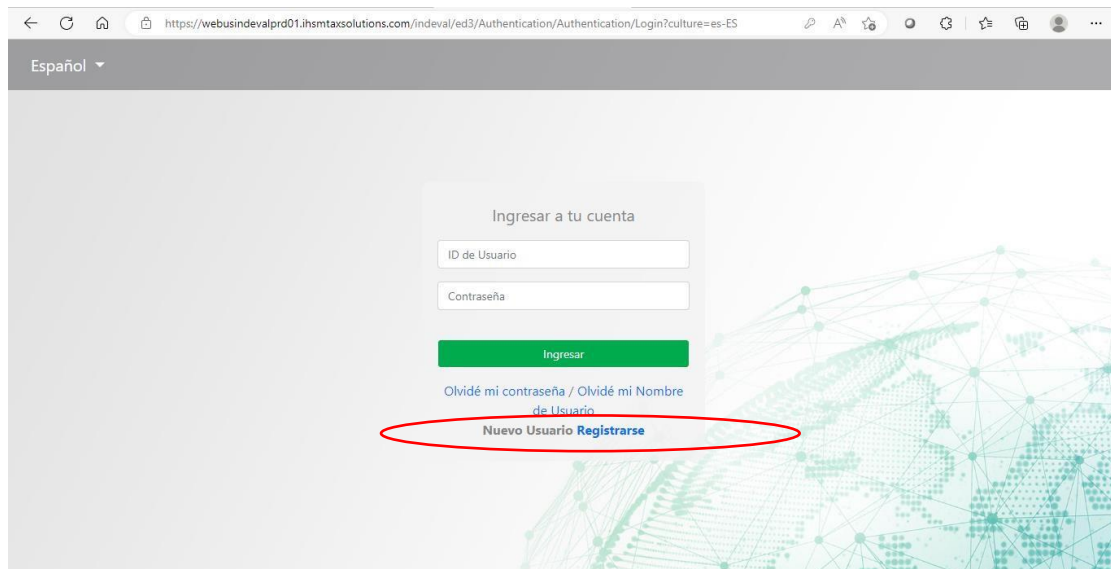 https://webusindevalprd01.ihsmtaxsolutions.com/indeval/ed3/Authentication/Authentication/Login?culture=es-ES
Español
Ingresar a tu cuenta
ID de Usuario
Contraseña
Ingresar
Olvidé mi contraseña / Olvidé mi Nombre
de Usuario
Nuevo Usuario Registrarse